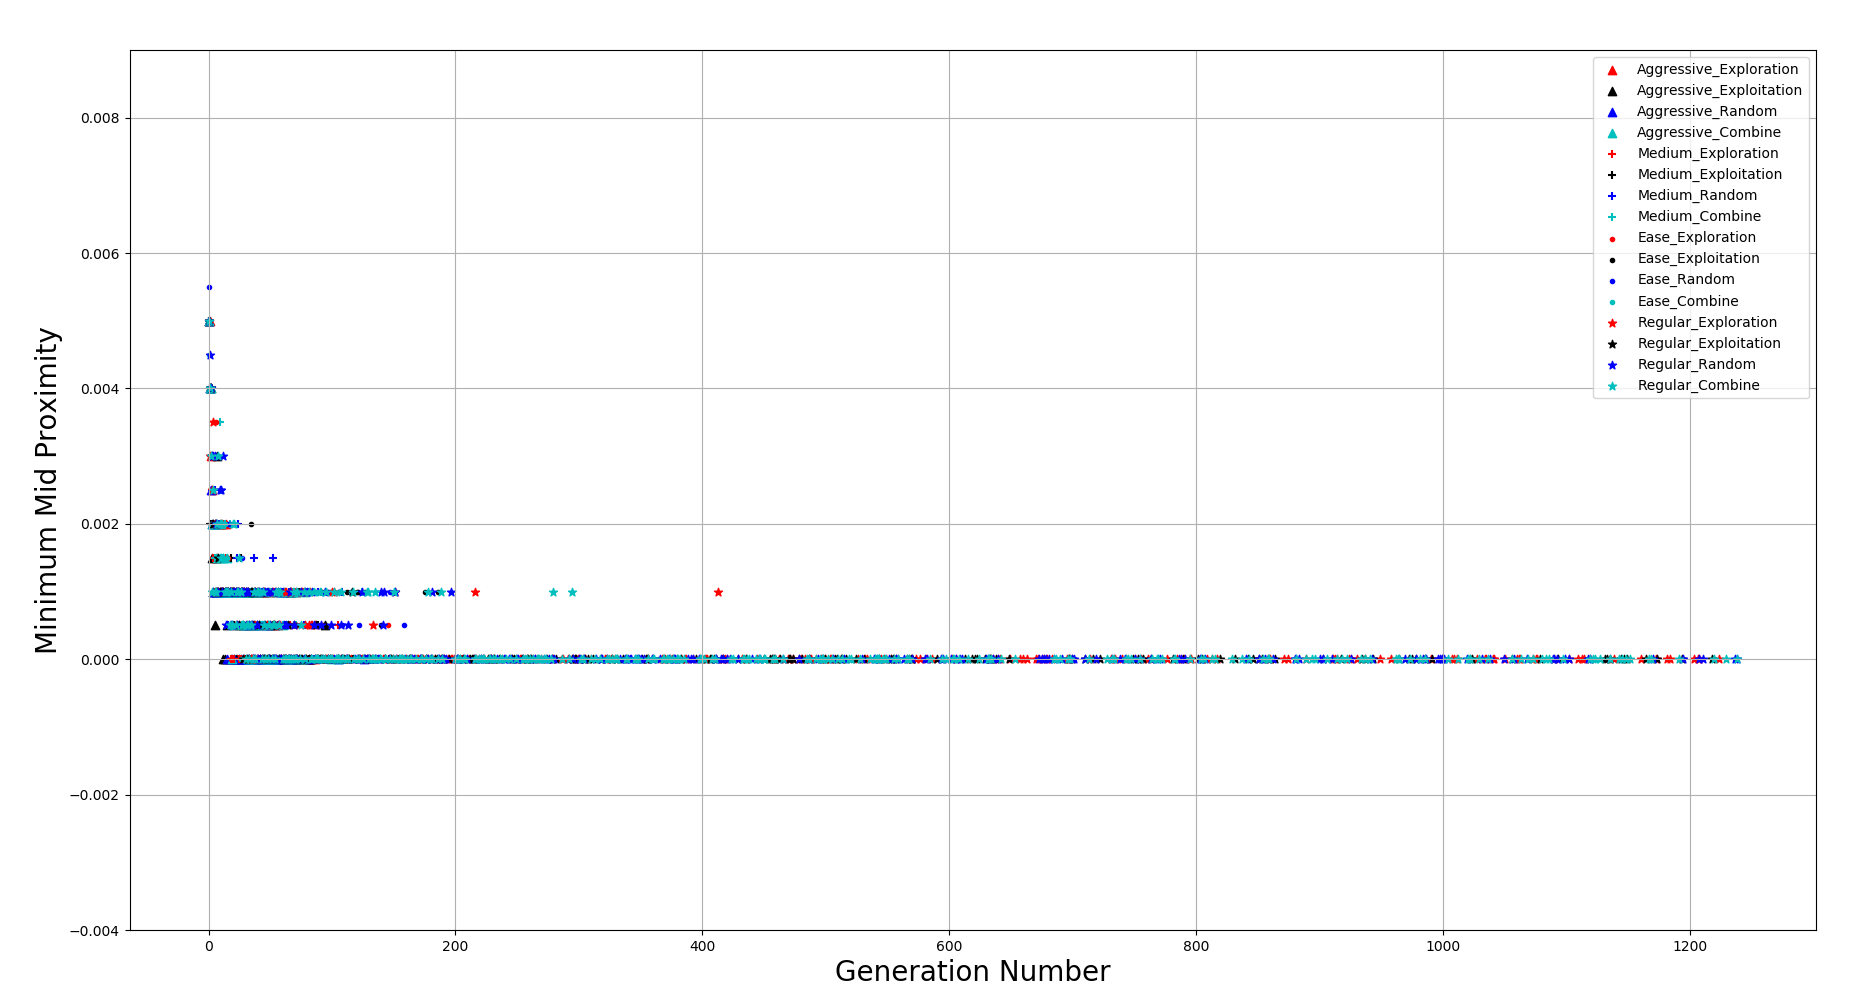 Minimum Mid Proximity
0.008
0.006
0.004
0.002
0.000
−0.002
−0.004
0
200
400
600
800
1000
1200
Generation Number
Aggressive_Exploration
Aggressive_Exploitation
Aggressive_Random
Aggressive_Combine
Medium_Exploration
Medium_Exploitation
Medium_Random
Medium_Combine
Ease_Exploration
Ease_Exploitation
Ease_Random
Ease_Combine
Regular_Exploration
Regular_Exploitation
Regular_Random
Regular_Combine